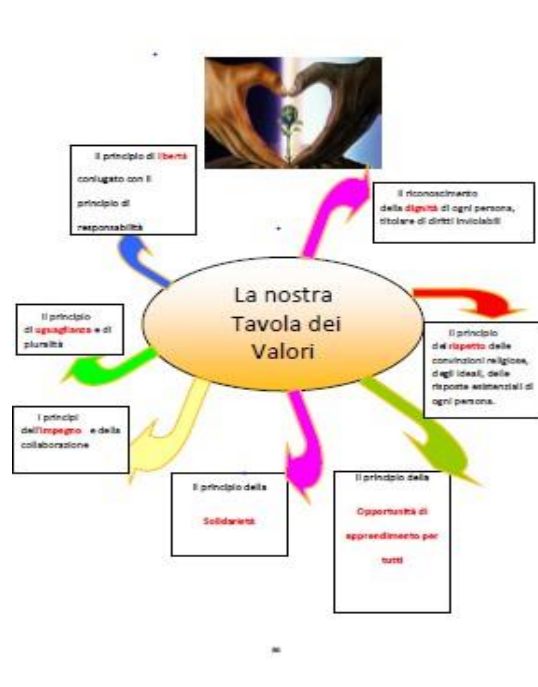 Il principio di libertà
coniugato con il
principio di
responsabilità
Il riconoscimento
della dignità di ogni persona,
titolare di diritti inviolabili
La nostra
Tavola dei
Valori
Il principio
di uguaglianza e di
pluralità
Il principio
del rispetto delle
convinzioni religiose,
degli ideali, delle
risposte esistenziali di
ogni persona.
I principi
dell'impegno e della
collaborazione
Il principio della
Solidarietà
Il principio della
Opportunità di
apprendimento per
tutti